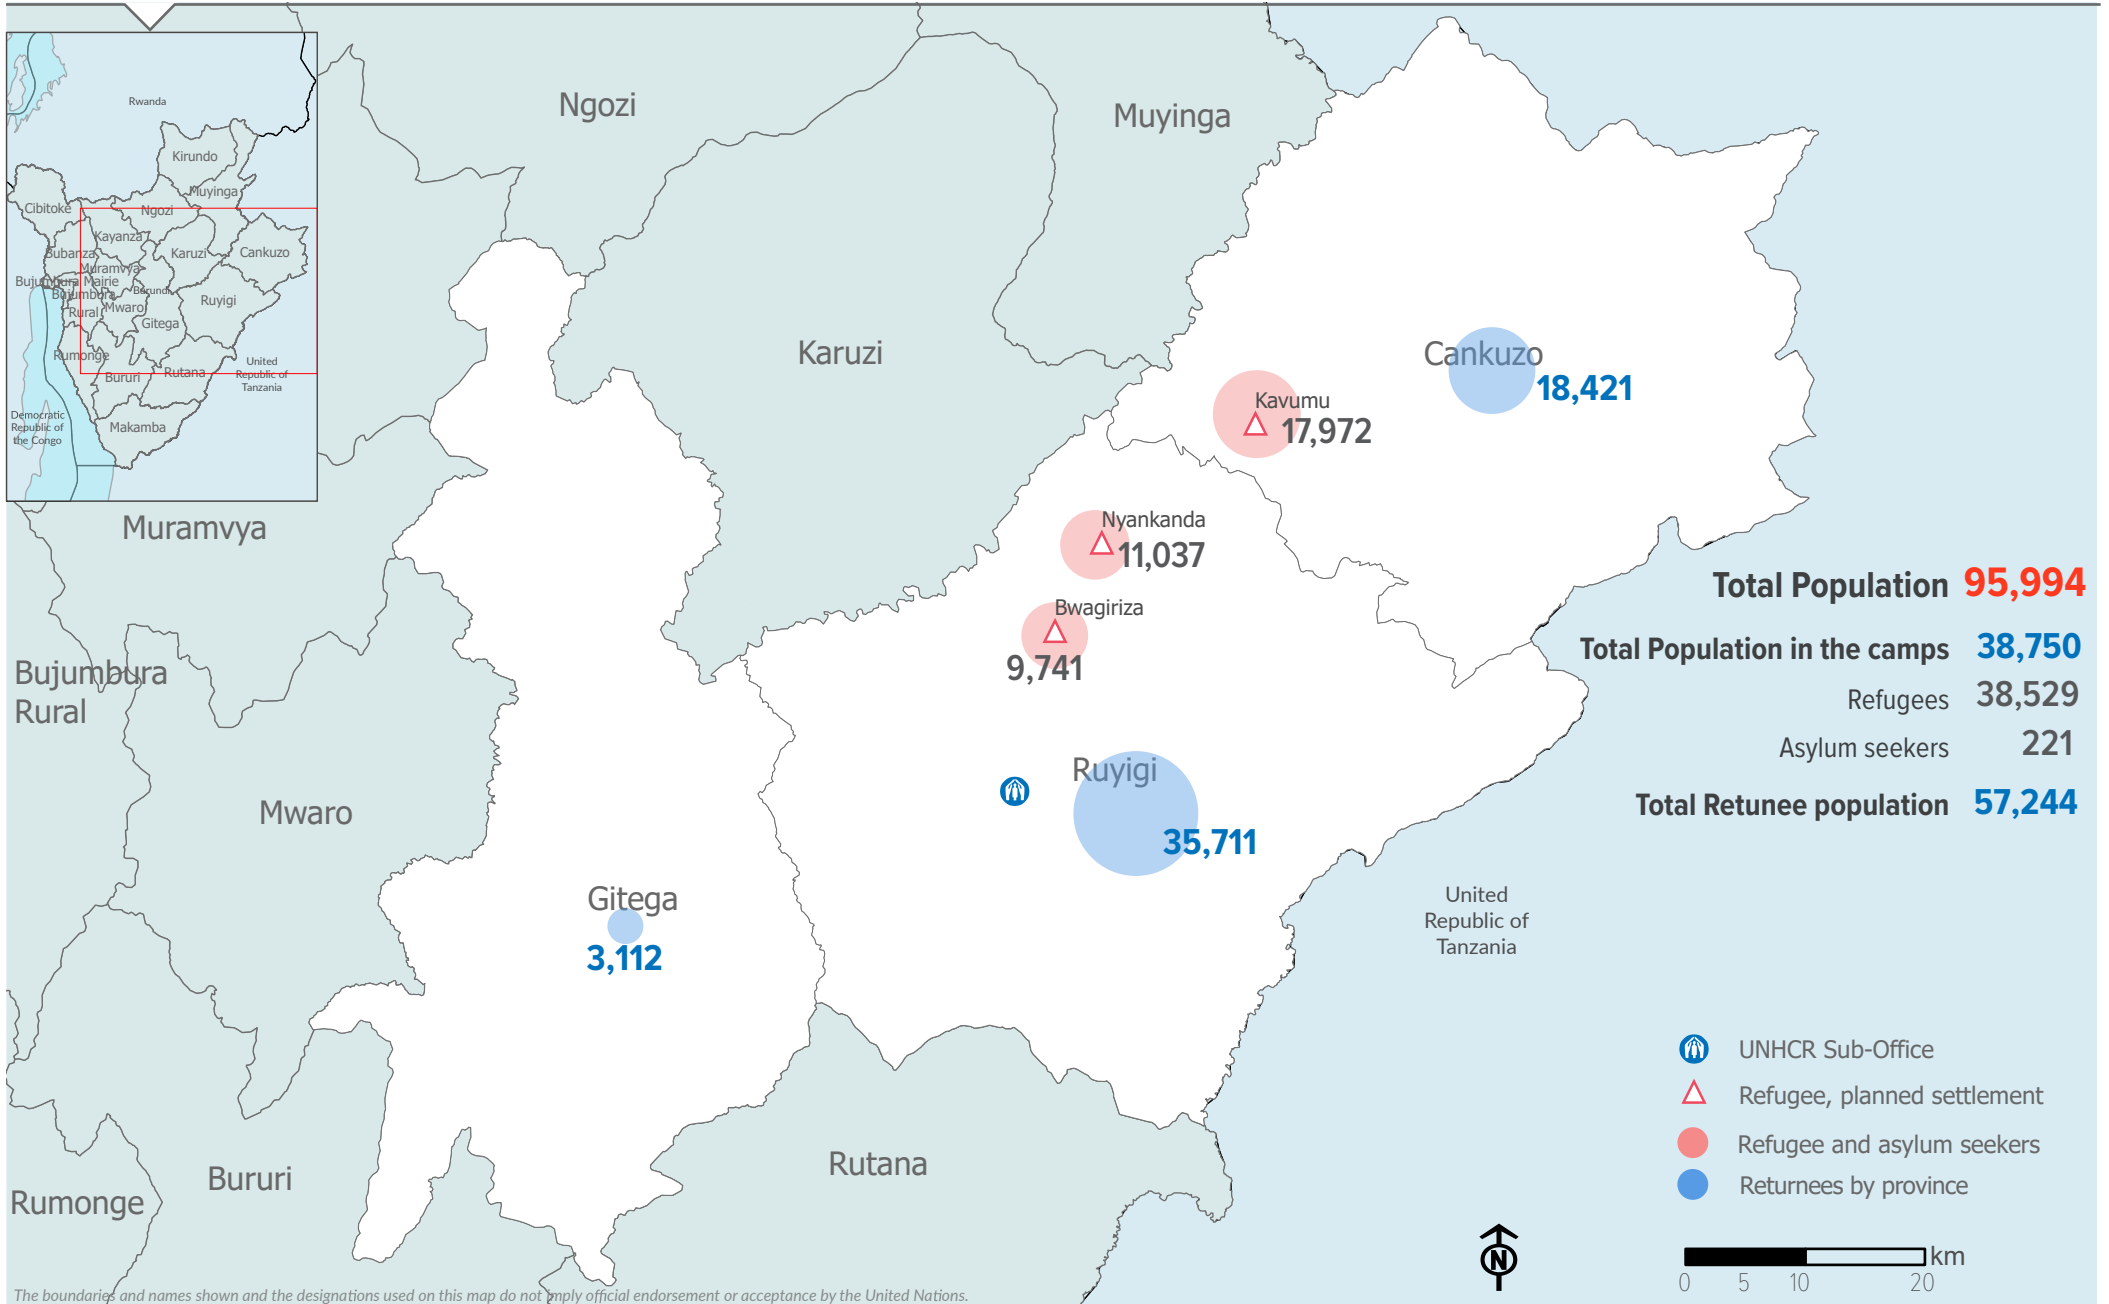 Rwanda
Kirundo
Muyinga
Cibitoke
Ngozi
Kayanza
Bubanza
Karuzi
Cankuzo
Muramvya
Bujumbura Mairie
Burundi
Bujumbura
Rural
Mwaro
Ruyigi
Gitega
Rumonge
Bururi
Rutana
United
Republic of
Tanzania
Democratic
Republic of
the Congo
Makamba
Ngozi
Muyinga
Karuzi
Cankuzo
18,421
Kavumu
17,972
Nyankanda
11,037
Bwagiriza
9,741
Muramvya
Bujumbura
Rural
Mwaro
Ruyigi
35,711
Gitega
3,112
Rutana
Bururi
Rumonge
United
Republic of
Tanzania
Total Population 95,994
Total Population in the camps 38,750
Refugees 38,529
Asylum seekers 221
Total Retunee population 57,244
UNHCR Sub-Office
Refugee, planned settlement
Refugee and asylum seekers
Returnees by province
N
km
0 5 10 20
The boundaries and names shown and the designations used on this map do not imply official endorsement or acceptance by the United Nations.